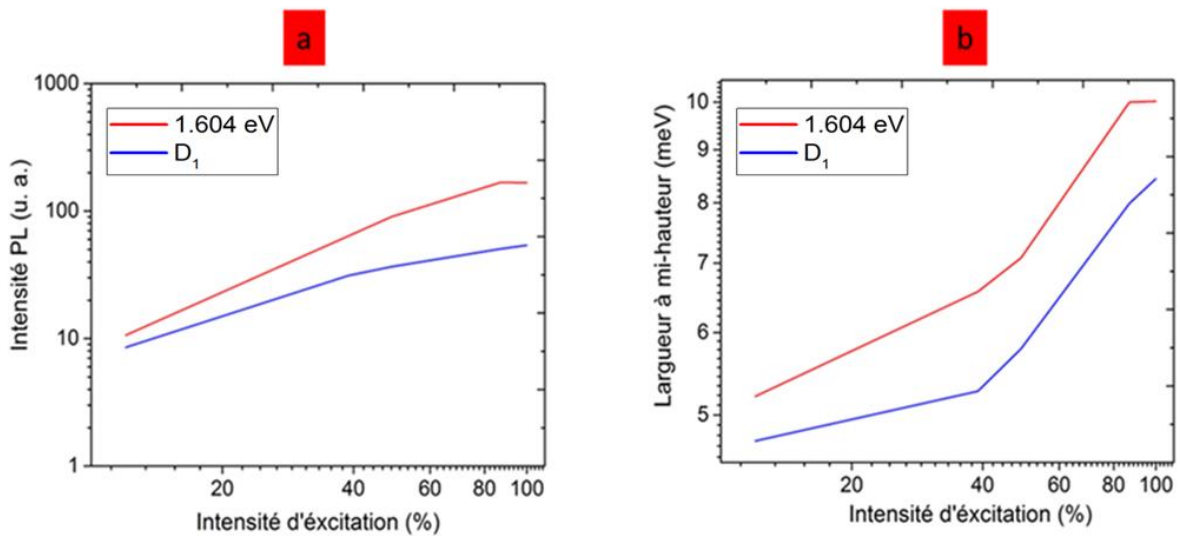 a
1000
100
10
1
Intensité PL (u. a.)
1.604 eV
D₁
20 40 60 80 100
Intensité d'éxcitation (%)
b
10
9
8
7
6
5
Largueur à mi-hauteur (meV)
1.604 eV
D₁
20 40 60 80 100
Intensité d'éxcitation (%)